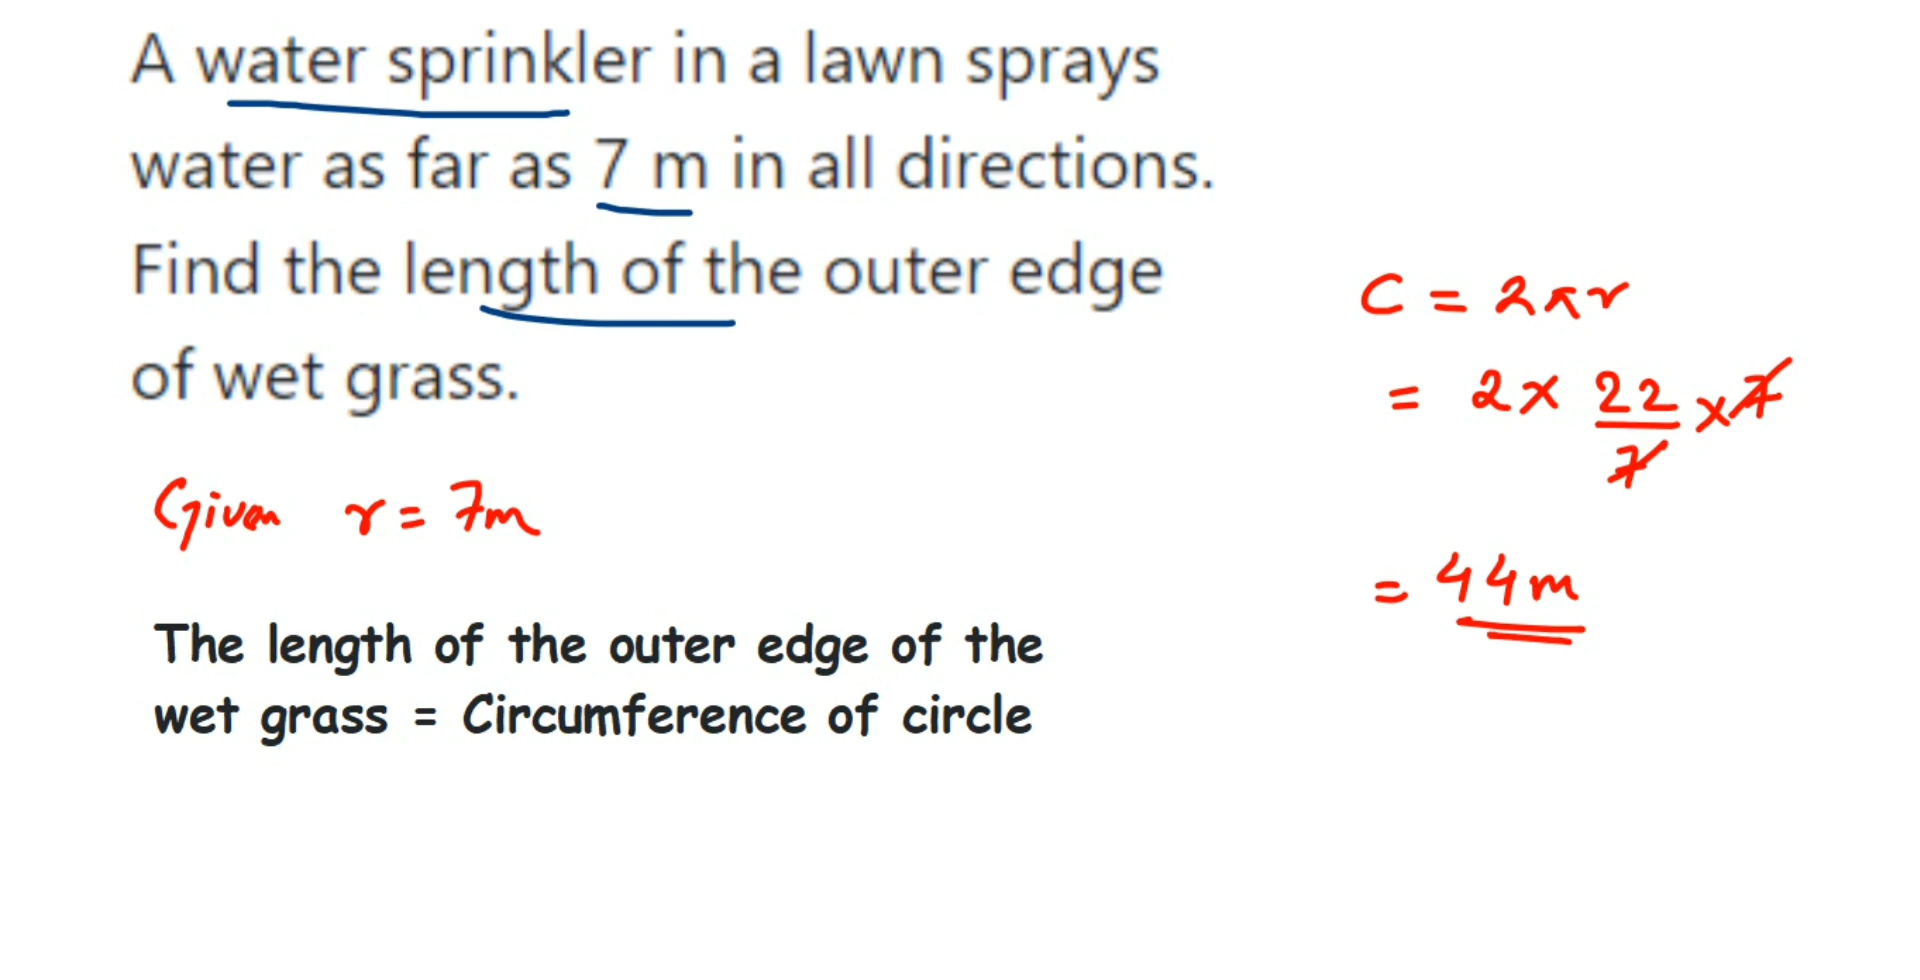 A water sprinkler in a lawn sprays
water as far as 7 m in all directions.
Find the length of the outer edge
of wet grass.
Given r = 7m
The length of the outer edge of the
wet grass = Circumference of circle
C = 2πr
= 2 × 22/7 × 7
= 44m